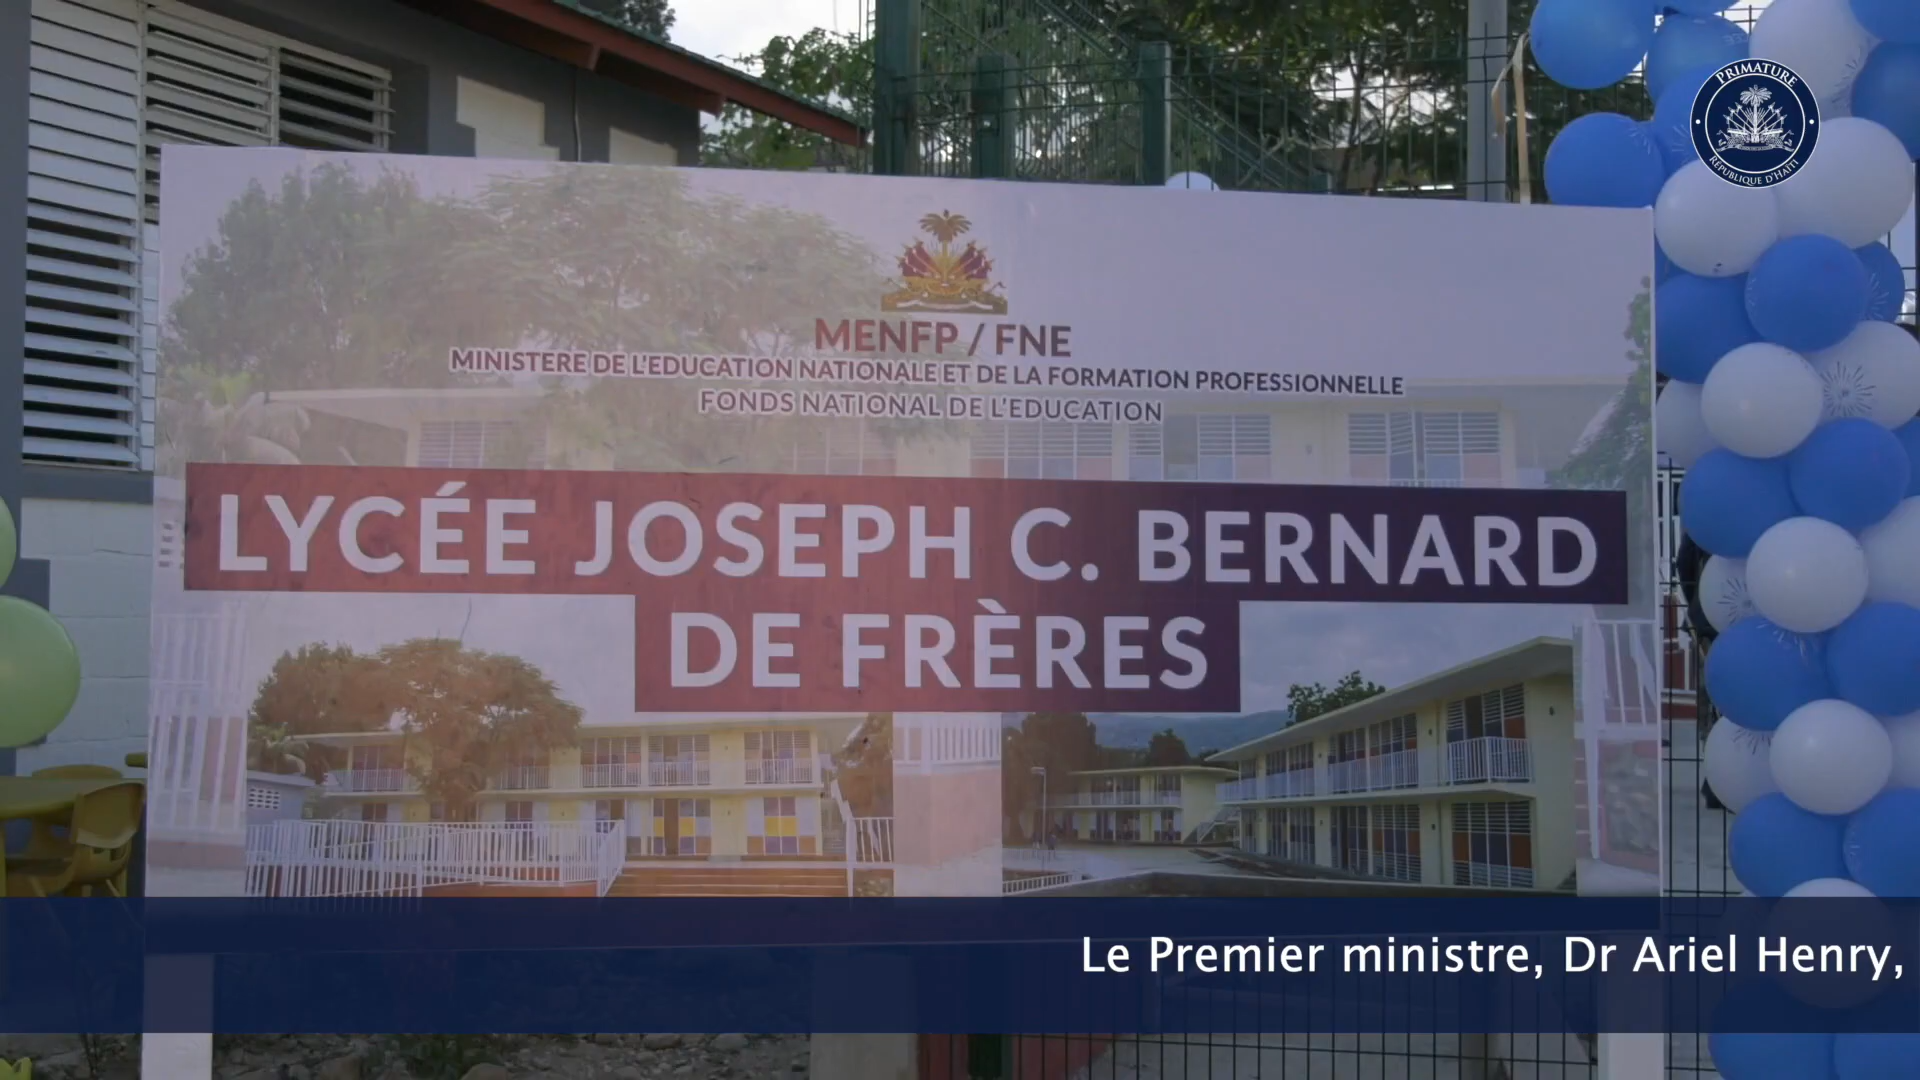 PRIMATURE
RÉPUBLIQUE D'HAÏTI
MENFP / FNE
MINISTERE DE L'EDUCATION NATIONALE ET DE LA FORMATION PROFESSIONNELLE
FONDS NATIONAL DE L'EDUCATION
LYCÉE JOSEPH C. BERNARD
DE FRÈRES
Le Premier ministre, Dr Ariel Henry,